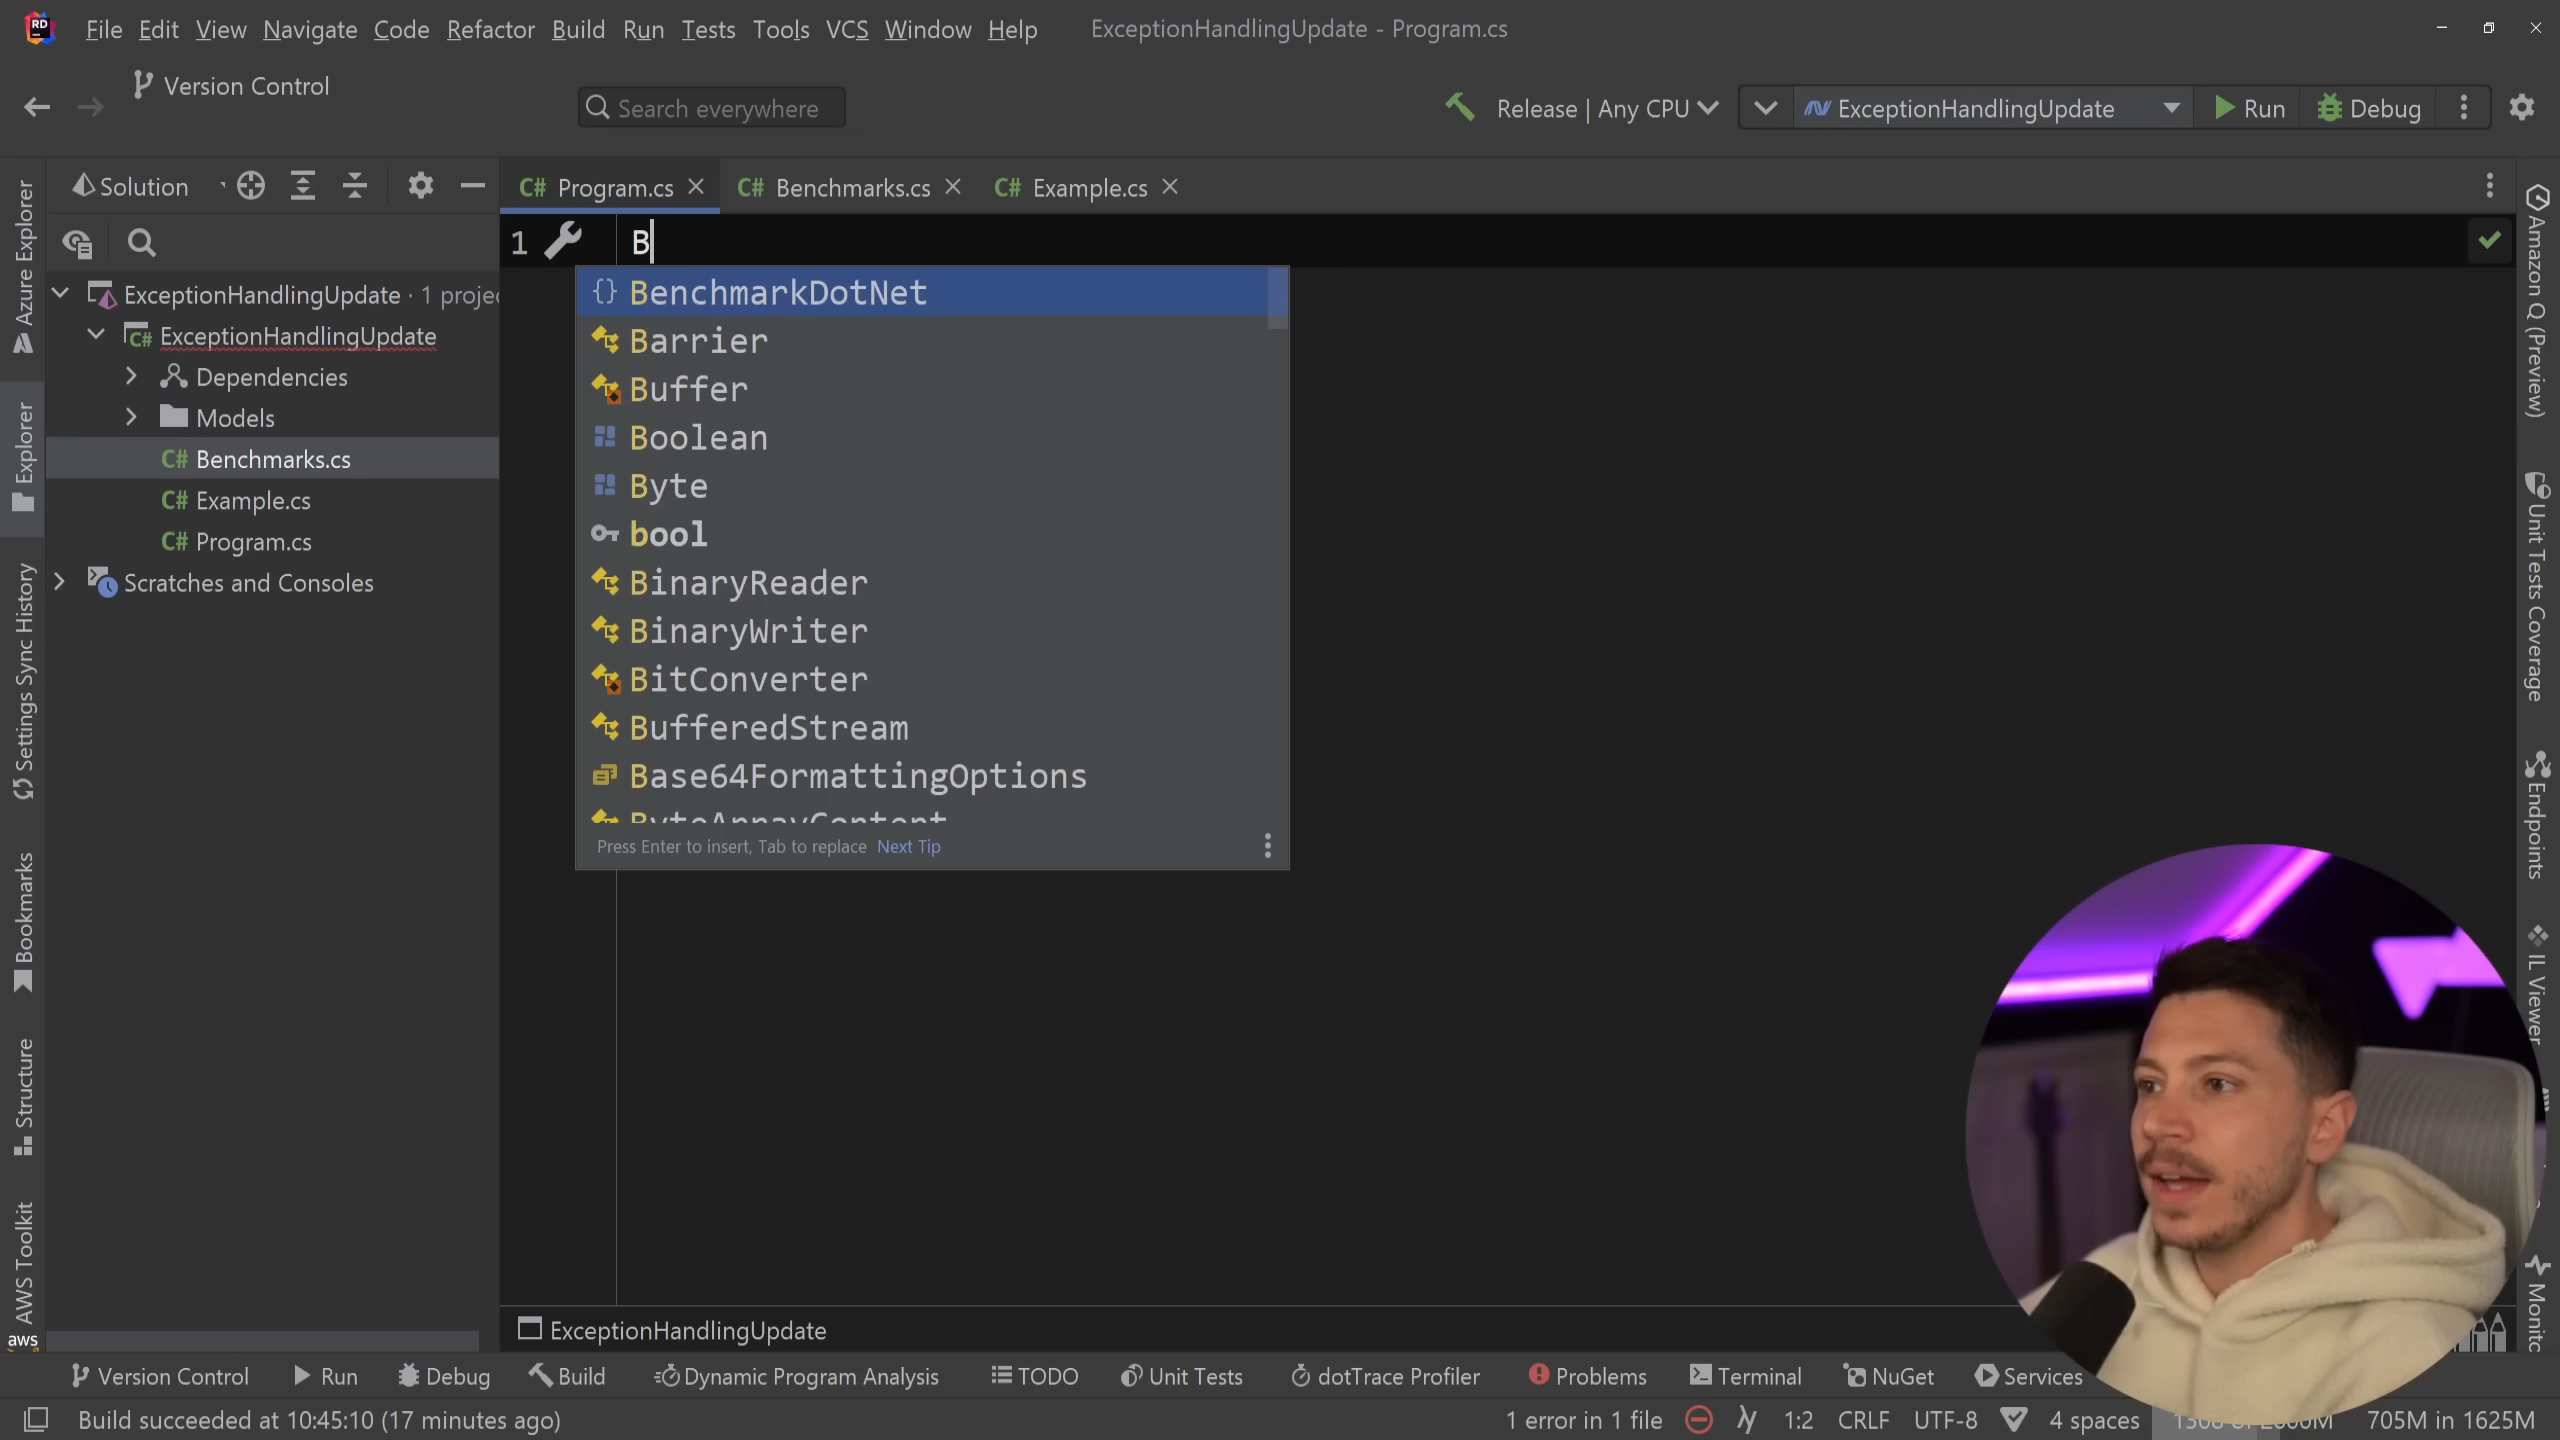 RD File Edit View Navigate Code Refactor Build Run Tests Tools VCS Window Help ExceptionHandlingUpdate - Program.cs
Version Control
Search everywhere
Release | Any CPU ExceptionHandlingUpdate Run Debug
Solution
C# Program.cs C# Benchmarks.cs C# Example.cs
1 B
ExceptionHandlingUpdate · 1 projec
C# ExceptionHandlingUpdate
Dependencies
Models
C# Benchmarks.cs
C# Example.cs
C# Program.cs
Scratches and Consoles
{} BenchmarkDotNet
Barrier
Buffer
Boolean
Byte
bool
BinaryReader
BinaryWriter
BitConverter
BufferedStream
Base64FormattingOptions
ByteArrayContent
Press Enter to insert, Tab to replace Next Tip
Azure Explorer
Explorer
Settings Sync History
Bookmarks
Structure
AWS Toolkit
aws
Amazon Q (Preview)
Unit Tests Coverage
Endpoints
IL Viewer
Monito
ExceptionHandlingUpdate
Version Control Run Debug Build Dynamic Program Analysis TODO Unit Tests dotTrace Profiler Problems Terminal NuGet Services
Build succeeded at 10:45:10 (17 minutes ago) 1 error in 1 file 1:2 CRLF UTF-8 4 spaces 705M in 1625M